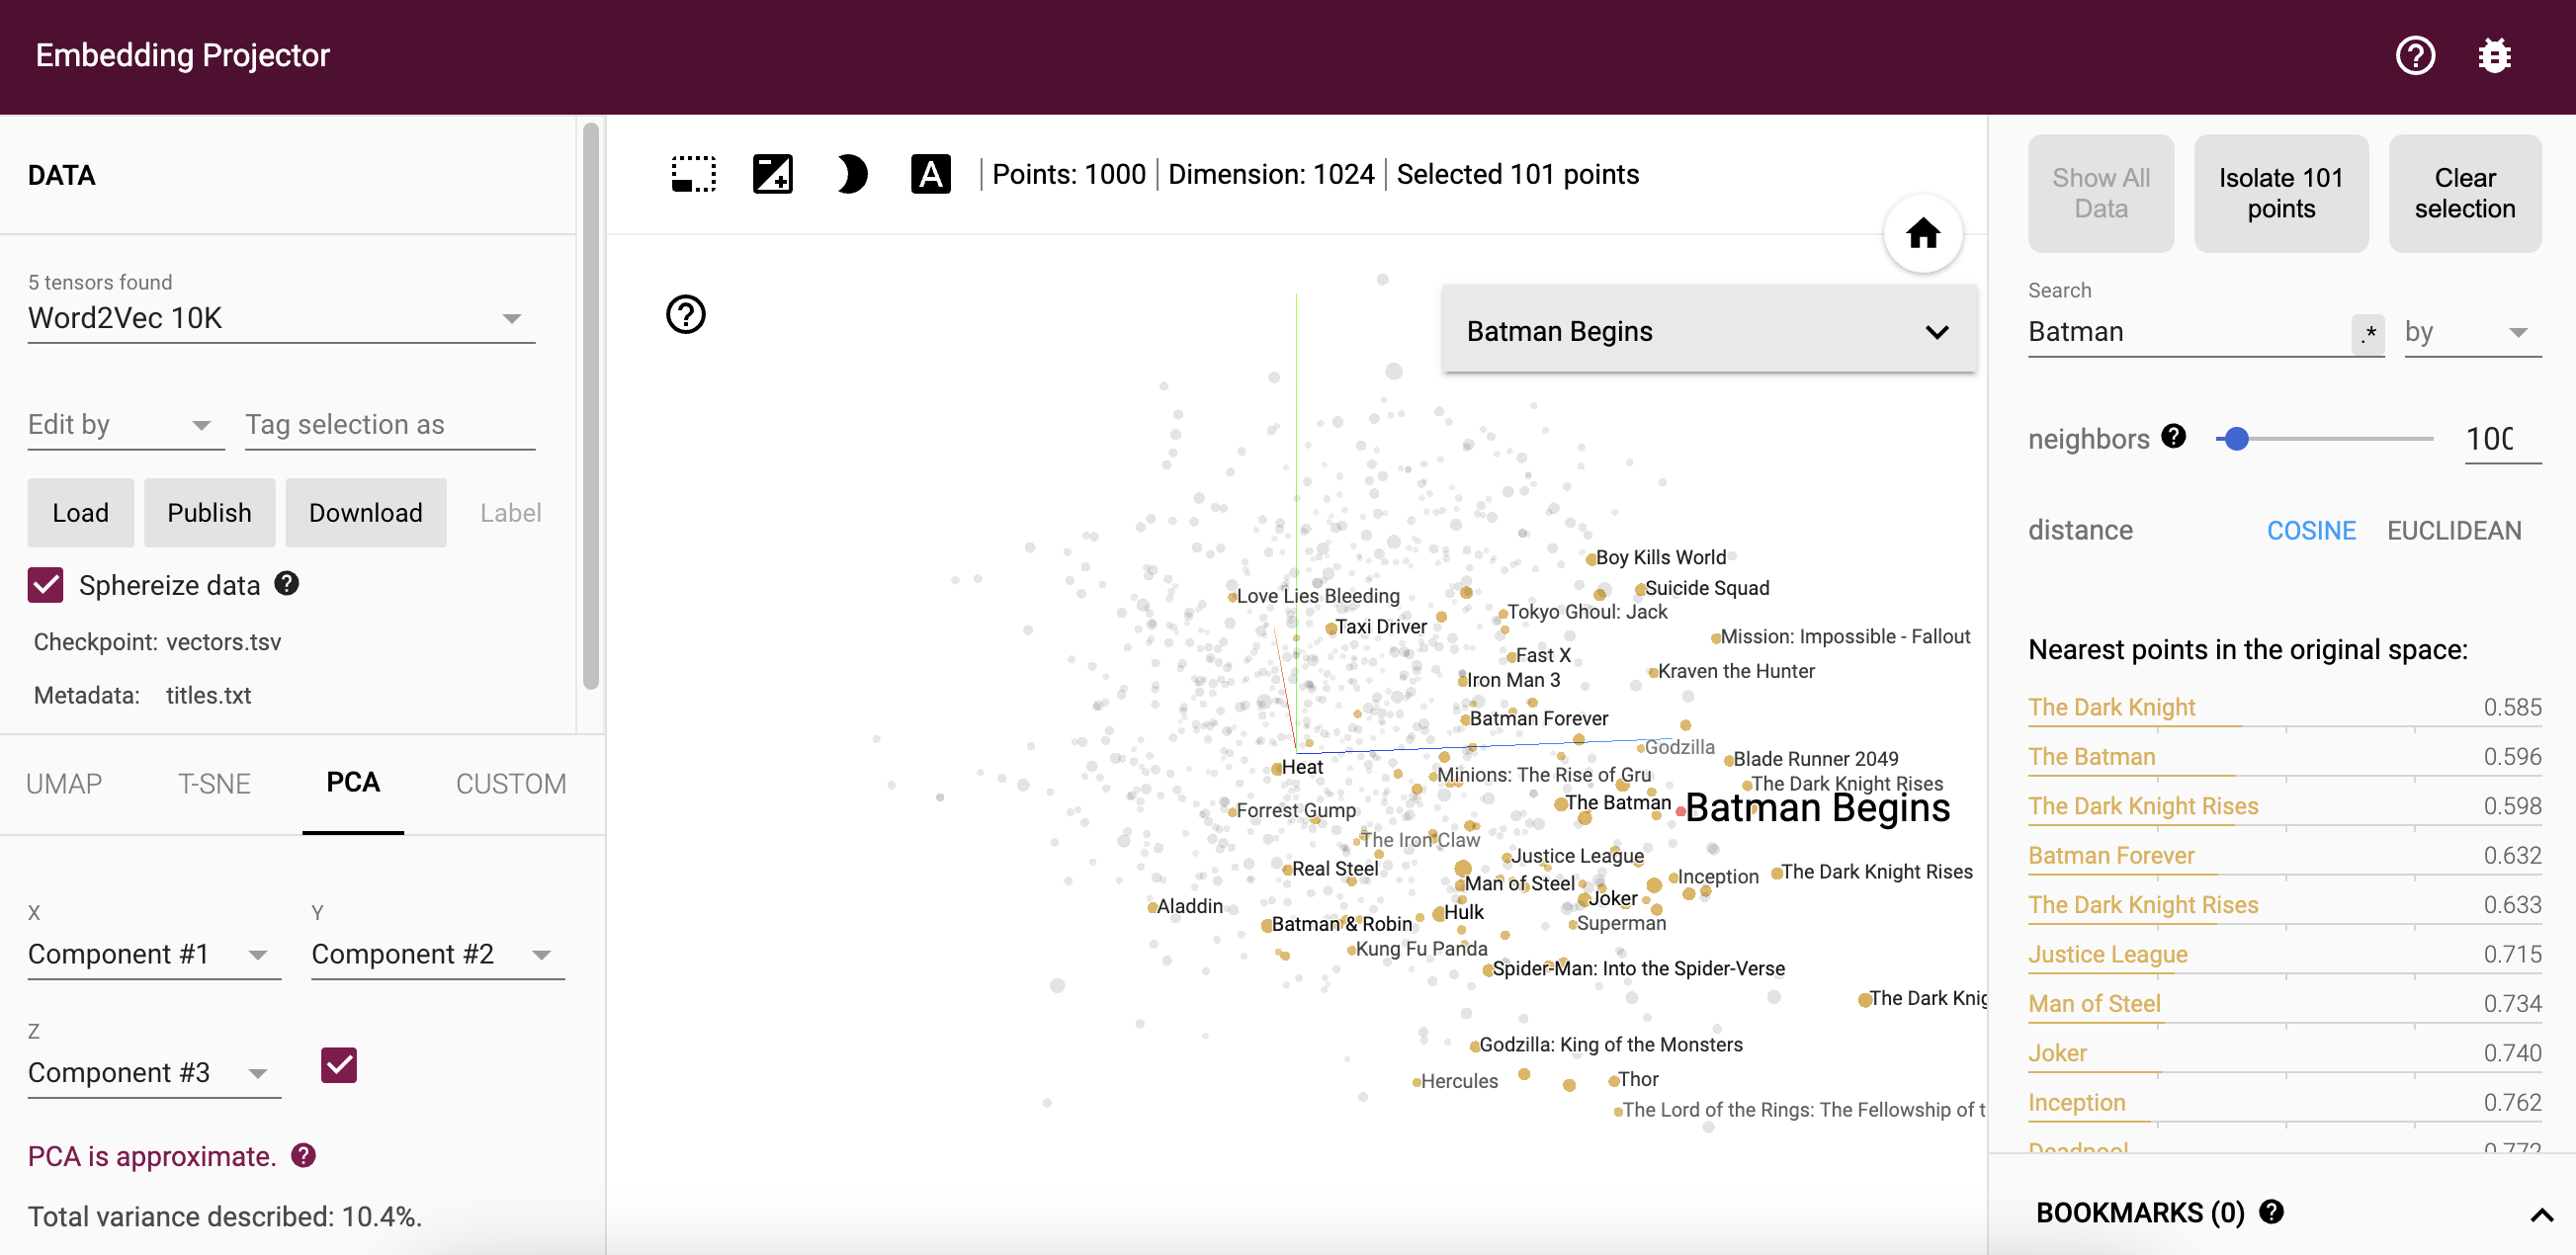 Embedding Projector
DATA
5 tensors found
Word2Vec 10K
Edit by
Tag selection as
Load
Publish
Download
Label
Sphereize data
Checkpoint: vectors.tsv
Metadata: titles.txt
UMAP
T-SNE
PCA
CUSTOM
X
Component #1
Y
Component #2
Z
Component #3
PCA is approximate.
Total variance described: 10.4%.
A
Points: 1000
Dimension: 1024
Selected 101 points
Batman Begins
Boy Kills World
Suicide Squad
Love Lies Bleeding
Tokyo Ghoul: Jack
Taxi Driver
Mission: Impossible - Fallout
Fast X
Kraven the Hunter
Iron Man 3
Batman Forever
Godzilla
Blade Runner 2049
Heat
Minions: The Rise of Gru
The Dark Knight Rises
The Batman
Batman Begins
Forrest Gump
The Iron Claw
Justice League
Real Steel
The Dark Knight Rises
Inception
Man of Steel
Joker
Aladdin
Hulk
Batman & Robin
Superman
Kung Fu Panda
Spider-Man: Into the Spider-Verse
The Dark Knig
Godzilla: King of the Monsters
Hercules
Thor
The Lord of the Rings: The Fellowship of t
Show All
Data
Isolate 101
points
Clear
selection
Search
Batman
.*
by
neighbors
100
distance
COSINE
EUCLIDEAN
Nearest points in the original space:
The Dark Knight 0.585
The Batman 0.596
The Dark Knight Rises 0.598
Batman Forever 0.632
The Dark Knight Rises 0.633
Justice League 0.715
Man of Steel 0.734
Joker 0.740
Inception 0.762
Deadpool 0.772
BOOKMARKS (0)